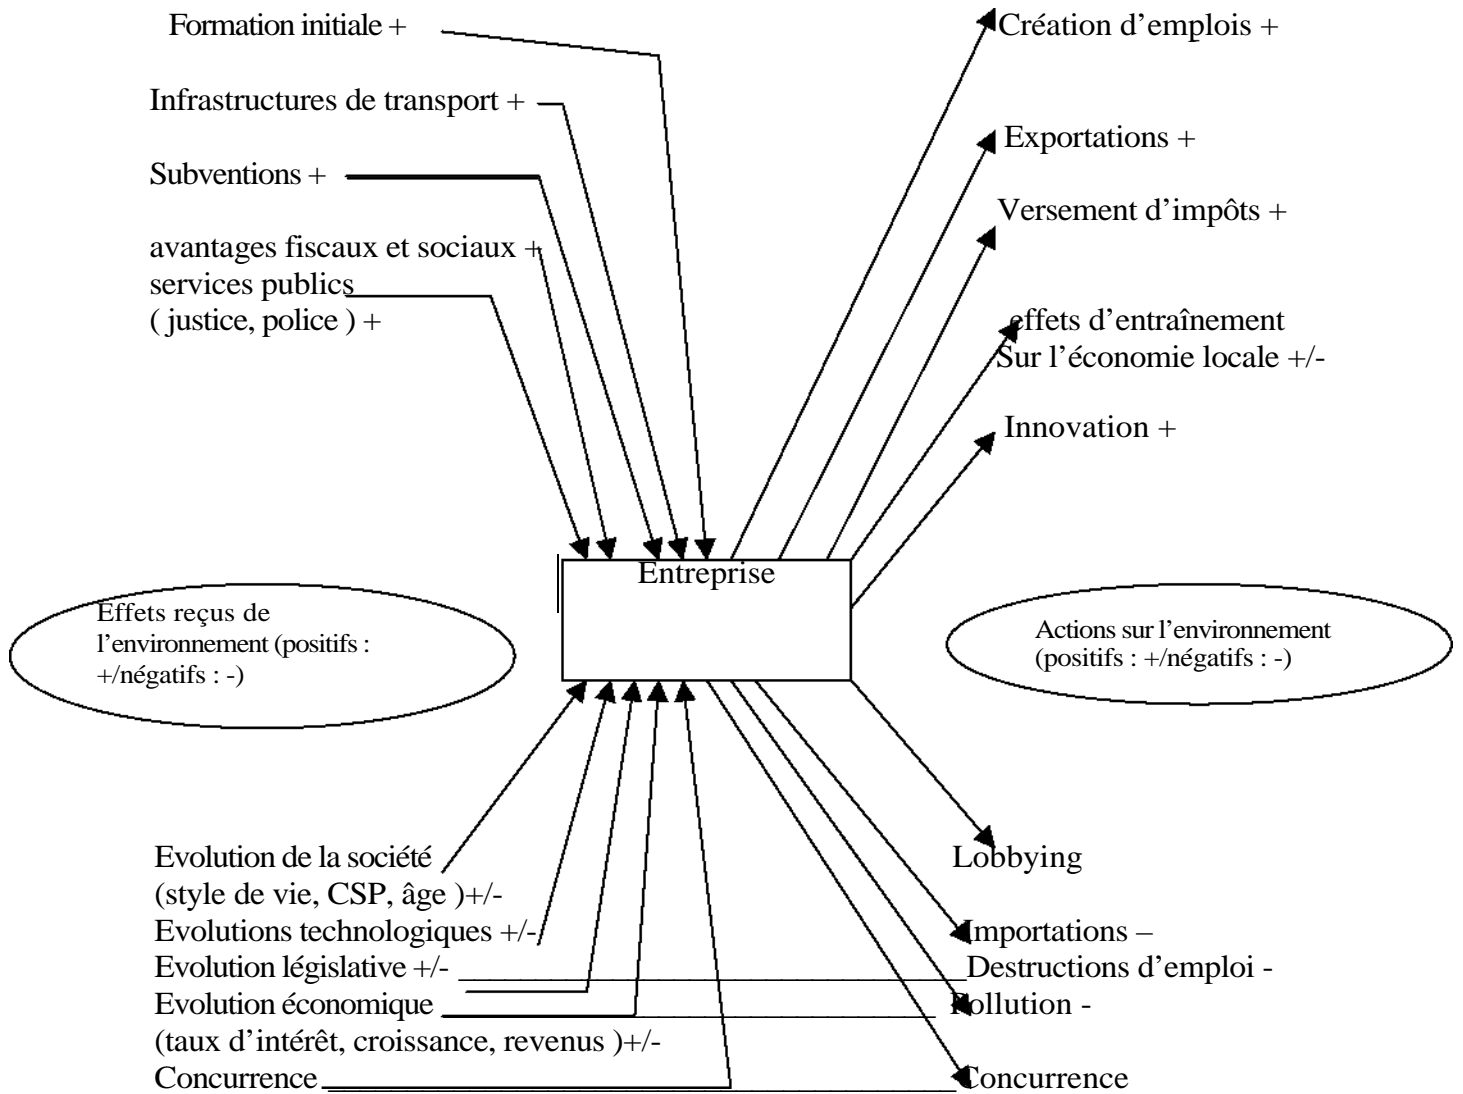 Formation initiale +
Création d’emplois +
Infrastructures de transport +
Exportations +
Subventions +
Versement d’impôts +
avantages fiscaux et sociaux +
services publics
( justice, police ) +
effets d’entraînement
Sur l’économie locale +/-
Innovation +
Entreprise
Effets reçus de
l’environnement (positifs :
+/négatifs : -)
Actions sur l’environnement
(positifs : +/négatifs : -)
Evolution de la société
(style de vie, CSP, âge )+/-
Evolutions technologiques +/-
Evolution législative +/-
Evolution économique
(taux d’intérêt, croissance, revenus )+/-
Concurrence
Lobbying
Importations –
Destructions d’emploi -
Pollution -
Concurrence